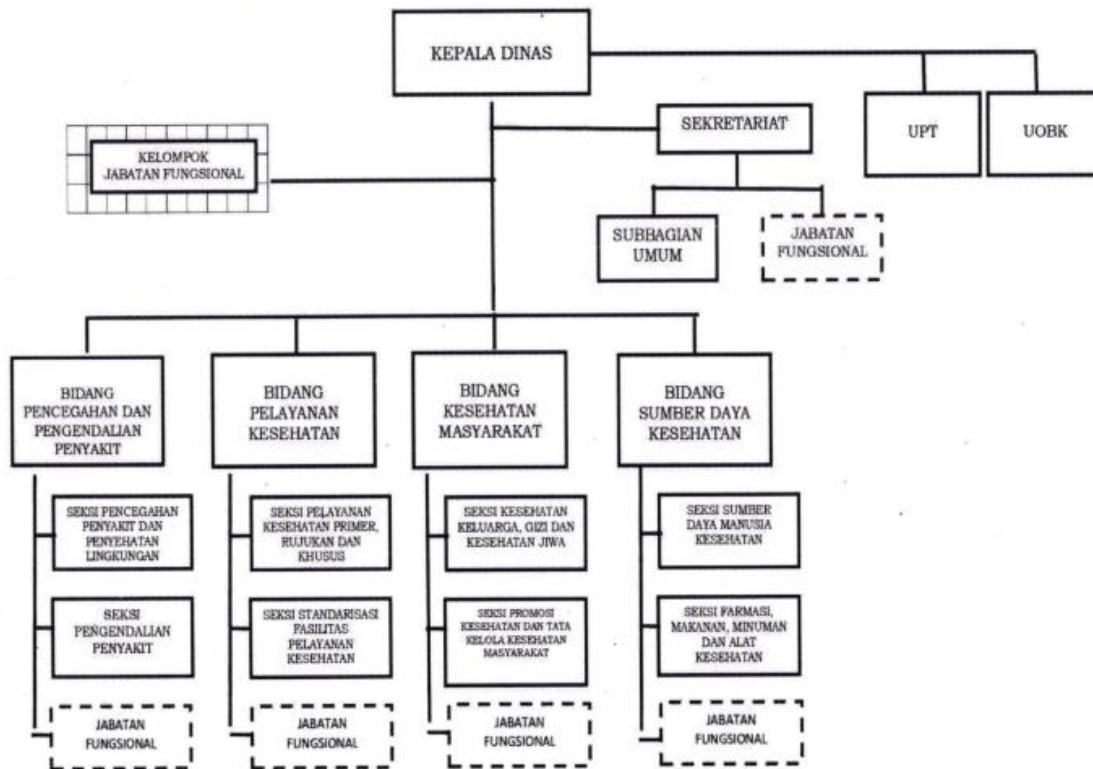 KEPALA DINAS
SEKRETARIAT
UPT
UOBK
KELOMPOK
JABATAN FUNGSIONAL
SUBBAGIAN
UMUM
JABATAN
FUNGSIONAL
BIDANG
PENCEGAHAN DAN
PENGENDALIAN
PENYAKIT
BIDANG
PELAYANAN
KESEHATAN
BIDANG
KESEHATAN
MASYARAKAT
BIDANG
SUMBER DAYA
KESEHATAN
SEKSI PENCEGAHAN
PENYAKIT DAN
PENYEHATAN
LINGKUNGAN
SEKSI PELAYANAN
KESEHATAN PRIMER,
RUJUKAN DAN
KHUSUS
SEKSI KESEHATAN
KELUARGA, GIZI DAN
KESEHATAN JIWA
SEKSI SUMBER
DAYA MANUSIA
KESEHATAN
SEKSI
PENGENDALIAN
PENYAKIT
SEKSI STANDARISASI
FASILITAS
PELAYANAN
KESEHATAN
SEKSI PROMOSI
KESEHATAN DAN TATA
KELOLA KESEHATAN
MASYARAKAT
SEKSI FARMASI,
MAKANAN, MINUMAN
DAN ALAT
KESEHATAN
JABATAN
FUNGSIONAL
JABATAN
FUNGSIONAL
JABATAN
FUNGSIONAL
JABATAN
FUNGSIONAL